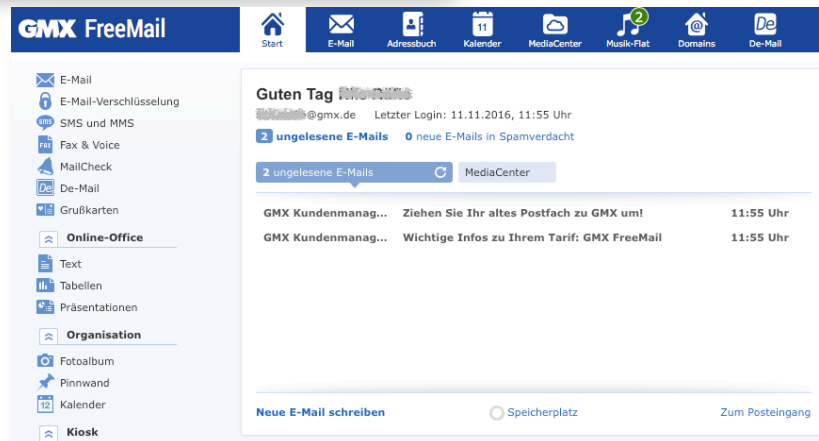 GMX FreeMail
Start
E-Mail
Adressbuch
11
Kalender
MediaCenter
2
Musik-Flat
@
Domains
De
De-Mail
E-Mail
E-Mail-Verschlüsselung
SMS SMS und MMS
FAX Fax & Voice
MailCheck
De De-Mail
Grußkarten
Online-Office
Text
Tabellen
Präsentationen
Organisation
Fotoalbum
Pinnwand
12 Kalender
Kiosk
Guten Tag
@gmx.de Letzter Login: 11.11.2016, 11:55 Uhr
2 ungelesene E-Mails 0 neue E-Mails in Spamverdacht
2 ungelesene E-Mails MediaCenter
GMX Kundenmanag... Ziehen Sie Ihr altes Postfach zu GMX um! 11:55 Uhr
GMX Kundenmanag... Wichtige Infos zu Ihrem Tarif: GMX FreeMail 11:55 Uhr
Neue E-Mail schreiben Speicherplatz Zum Posteingang